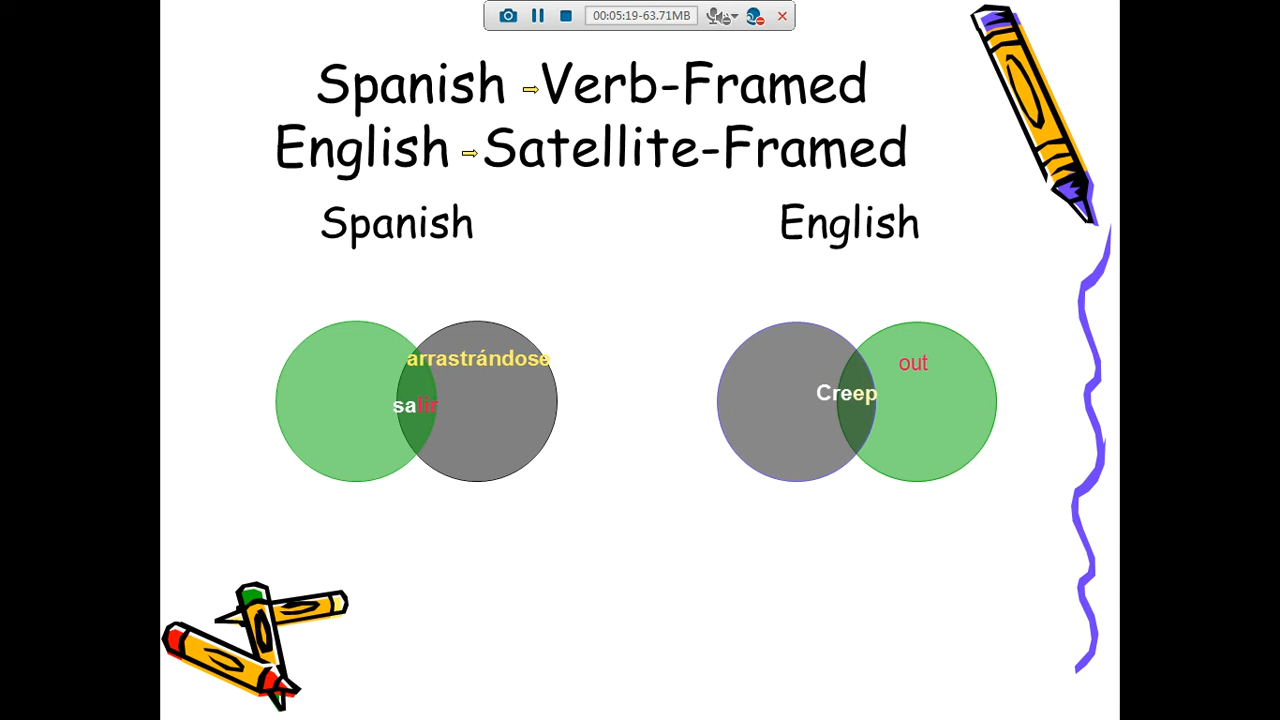 00:05:19-63.71MB
Spanish Verb-Framed
English Satellite-Framed
Spanish
English
arrastrándose
salir
out
Creep